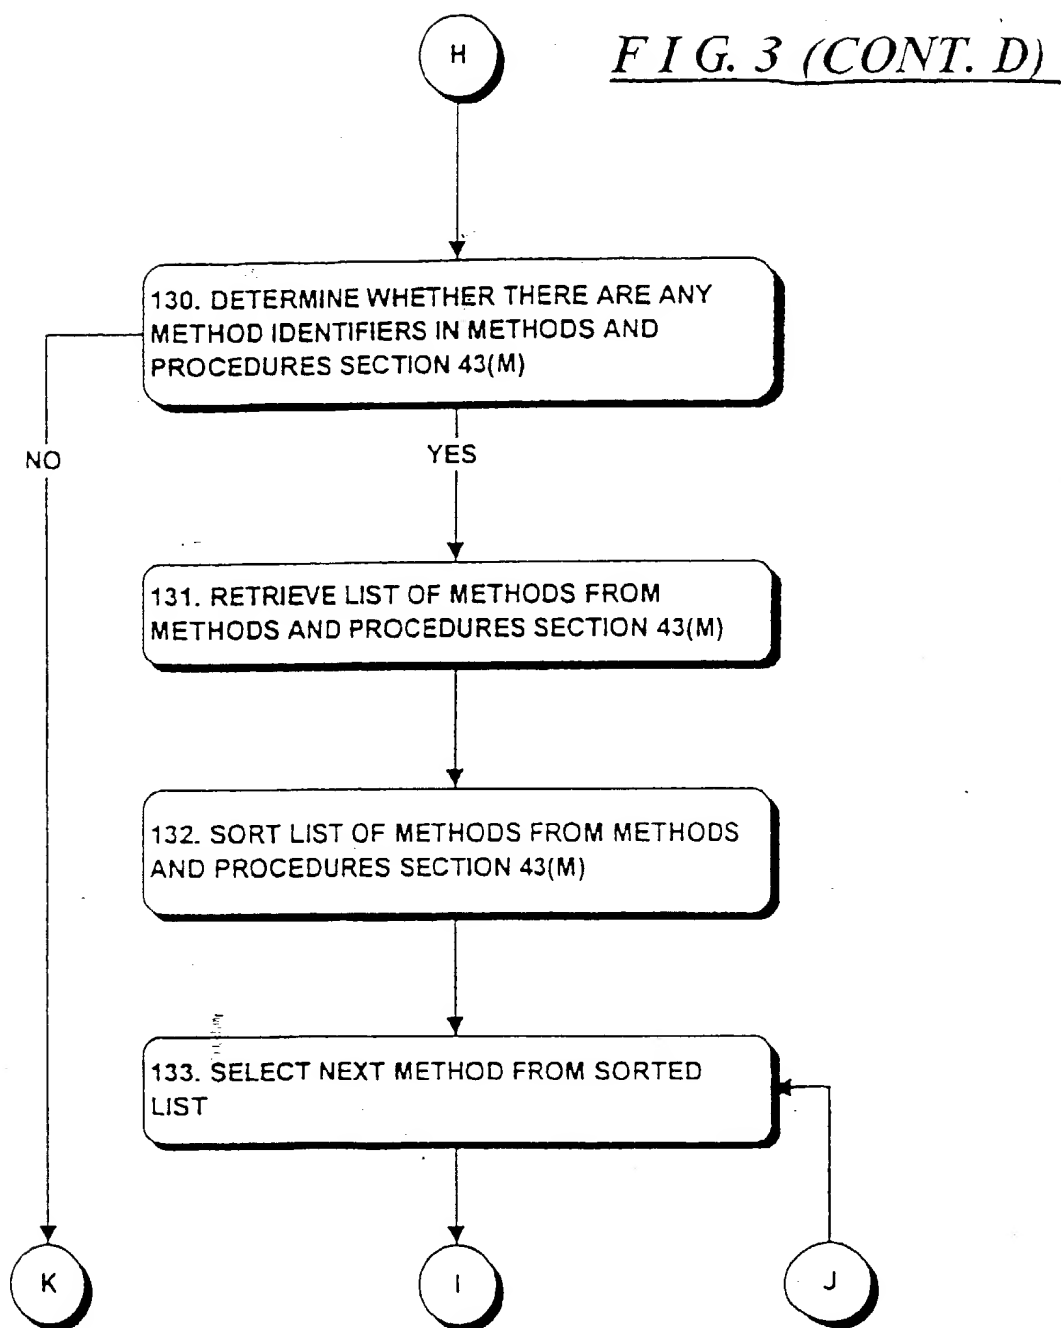 H
F I G. 3 (CONT. D)
130. DETERMINE WHETHER THERE ARE ANY
METHOD IDENTIFIERS IN METHODS AND
PROCEDURES SECTION 43(M)
NO
YES
131. RETRIEVE LIST OF METHODS FROM
METHODS AND PROCEDURES SECTION 43(M)
132. SORT LIST OF METHODS FROM METHODS
AND PROCEDURES SECTION 43(M)
133. SELECT NEXT METHOD FROM SORTED
LIST
K
I
J